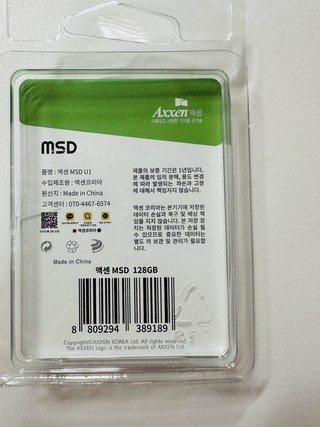 Axxen 액센
MSD
품명 : 액센 MSD U1
수입제조원 : 액센코리아
원산지 : Made in China
고객센터 : 070-4467-6574
액센코리아
Made in China
제품의 보증 기간은 1년입니다.
본 제품의 임의 분해, 용도 변경
에 따라 발생되는 파손과 고장
에 대해서 책임지지 않습니다.
액센 코리아는 본기기에 저장된
데이터 손실과 복구 및 배상 책
임을 지지 않습니다. 본 저장 장
치는 저장된 데이터가 손실 될
수 있으므로 중요한 데이터는
별도 의 보관 및 관리가 필요합
니다.
액센 MSD 128GB
8 809294 389189
Copyright©AXXEN KOREA Ltd. All rights reserved.
The AXXEN logo is the trademark of AXXEN Ltd.